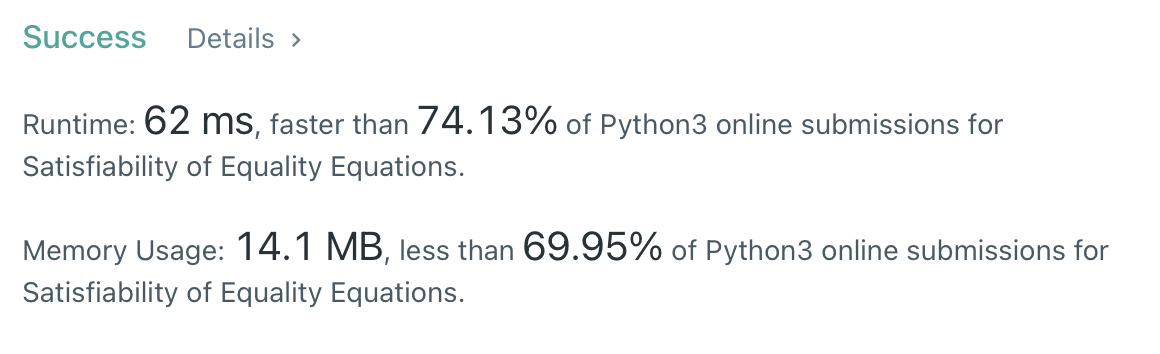 Success Details >
Runtime: 62 ms, faster than 74.13% of Python3 online submissions for
Satisfiability of Equality Equations.
Memory Usage: 14.1 MB, less than 69.95% of Python3 online submissions for
Satisfiability of Equality Equations.